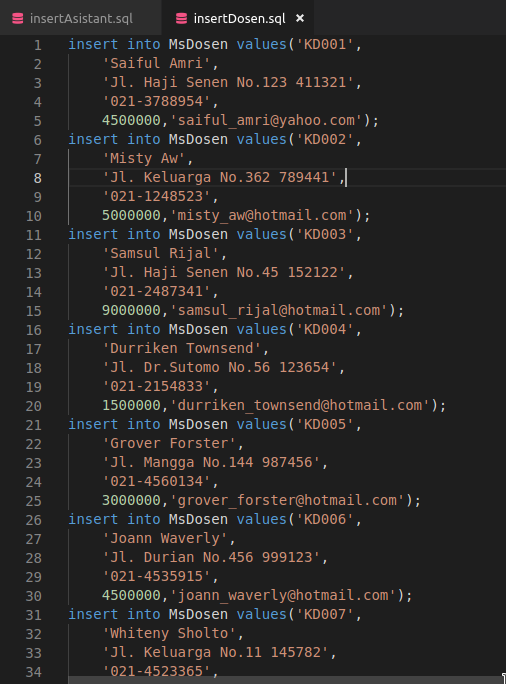 insertAsistant.sql insertDosen.sql ×
1 insert into MsDosen values('KD001',
2 'Saiful Amri',
3 'Jl. Haji Senen No.123 411321',
4 '021-3788954',
5 4500000,'saiful_amri@yahoo.com');
6 insert into MsDosen values('KD002',
7 'Misty Aw',
8 'Jl. Keluarga No.362 789441',
9 '021-1248523',
10 5000000,'misty_aw@hotmail.com');
11 insert into MsDosen values('KD003',
12 'Samsul Rijal',
13 'Jl. Haji Senen No.45 152122',
14 '021-2487341',
15 9000000,'samsul_rijal@hotmail.com');
16 insert into MsDosen values('KD004',
17 'Durriken Townsend',
18 'Jl. Dr.Sutomo No.56 123654',
19 '021-2154833',
20 1500000,'durriken_townsend@hotmail.com');
21 insert into MsDosen values('KD005',
22 'Grover Forster',
23 'Jl. Mangga No.144 987456',
24 '021-4560134',
25 3000000,'grover_forster@hotmail.com');
26 insert into MsDosen values('KD006',
27 'Joann Waverly',
28 'Jl. Durian No.456 999123',
29 '021-4535915',
30 4500000,'joann_waverly@hotmail.com');
31 insert into MsDosen values('KD007',
32 'Whiteny Sholto',
33 'Jl. Keluarga No.11 145782',
34 '021-4523365',